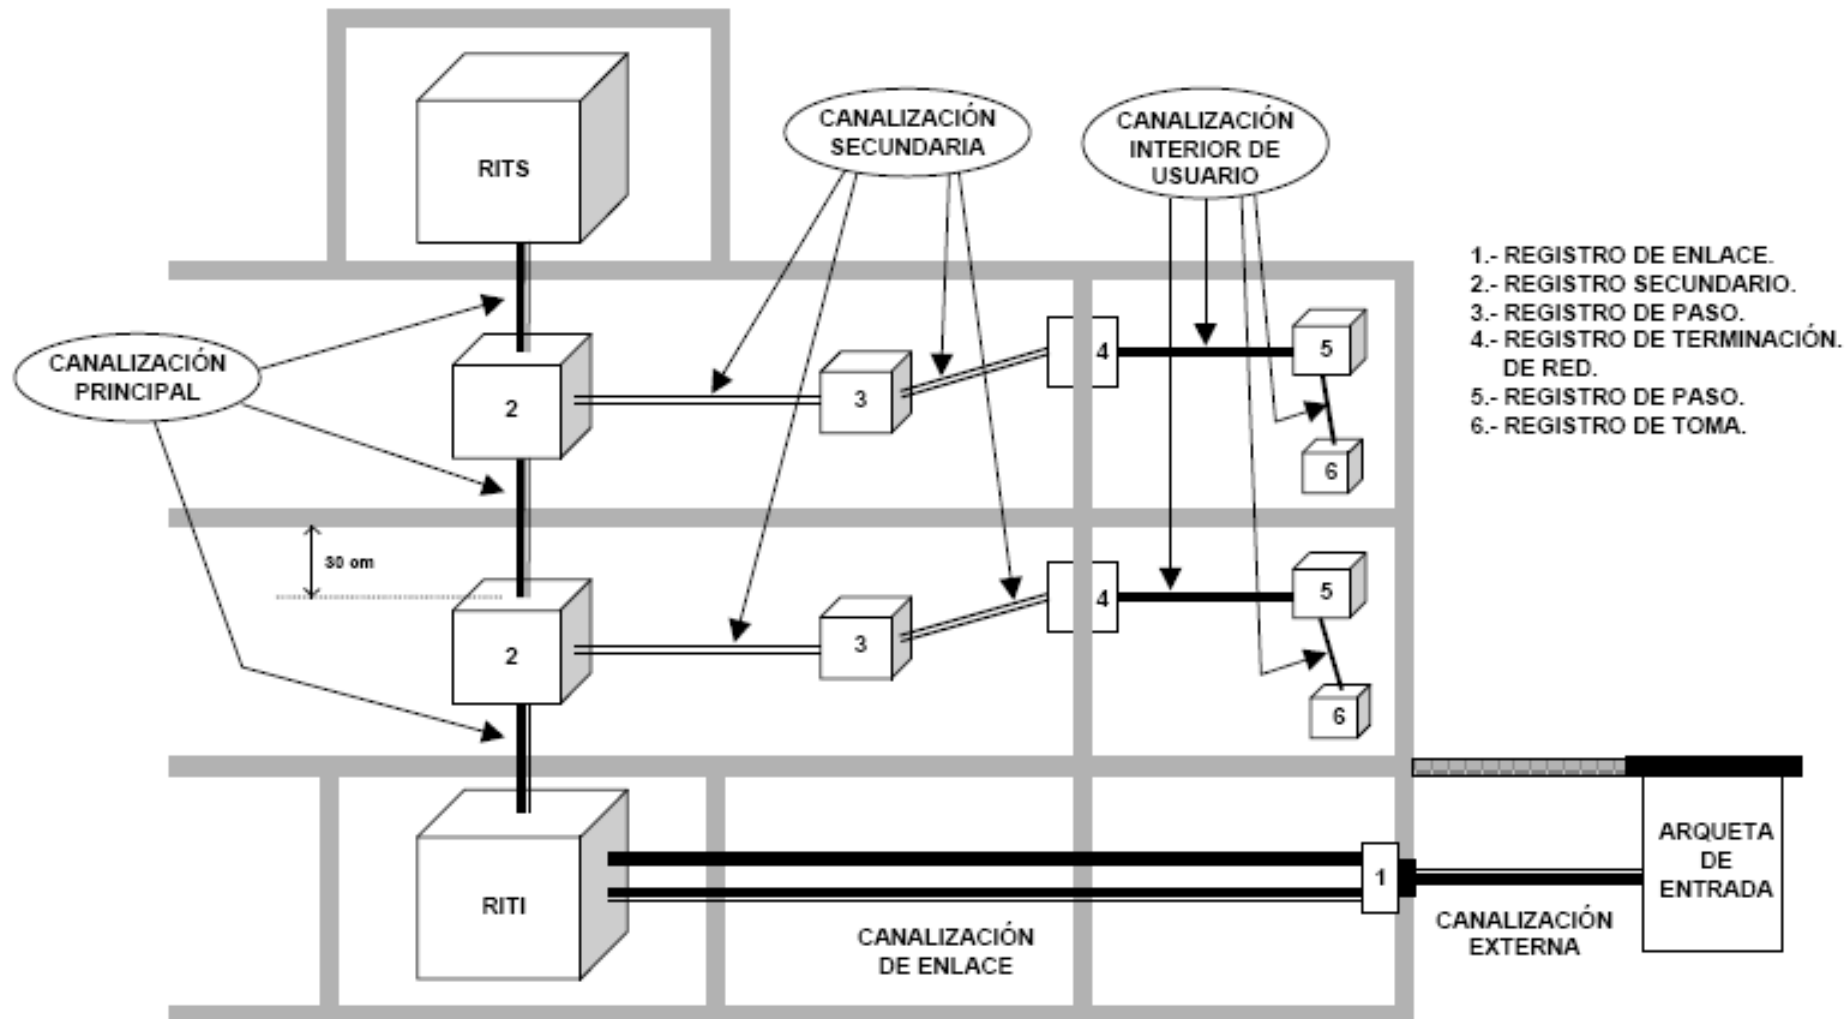 RITS
CANALIZACIÓN
SECUNDARIA
CANALIZACIÓN
INTERIOR DE
USUARIO
1.- REGISTRO DE ENLACE.
2.- REGISTRO SECUNDARIO.
3.- REGISTRO DE PASO.
4.- REGISTRO DE TERMINACIÓN.
DE RED.
5.- REGISTRO DE PASO.
6.- REGISTRO DE TOMA.
CANALIZACIÓN
PRINCIPAL
2
3
4
5
6
30 cm
2
3
4
5
6
RITI
1
CANALIZACIÓN
DE ENLACE
CANALIZACIÓN
EXTERNA
ARQUETA
DE
ENTRADA